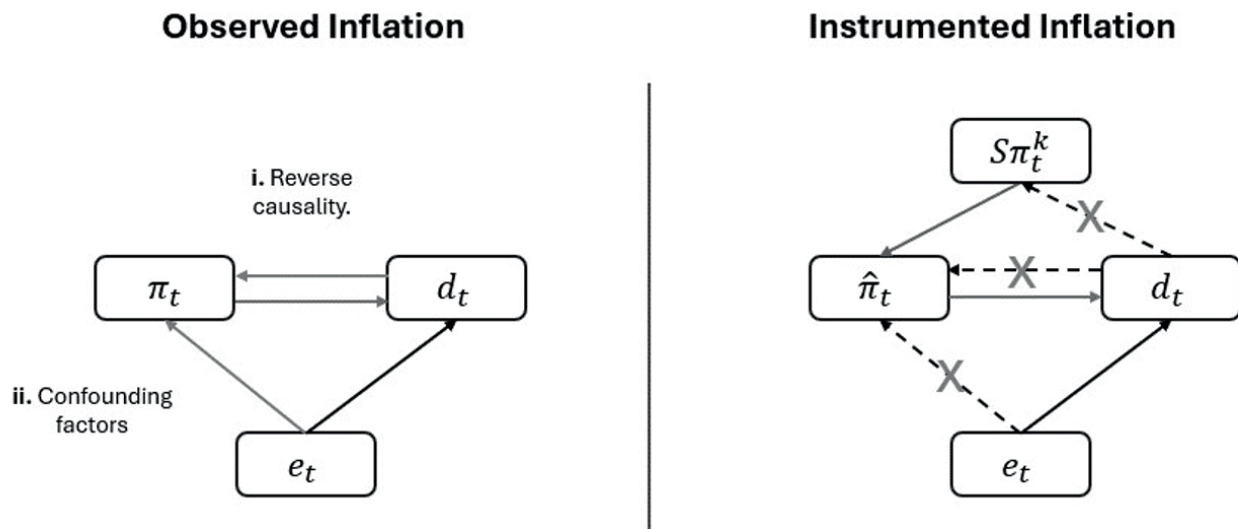 Observed Inflation
i. Reverse
causality.
π_t
d_t
ii. Confounding
factors
e_t
Instrumented Inflation
Sπ_t^k
X
π̂_t
X
d_t
X
e_t